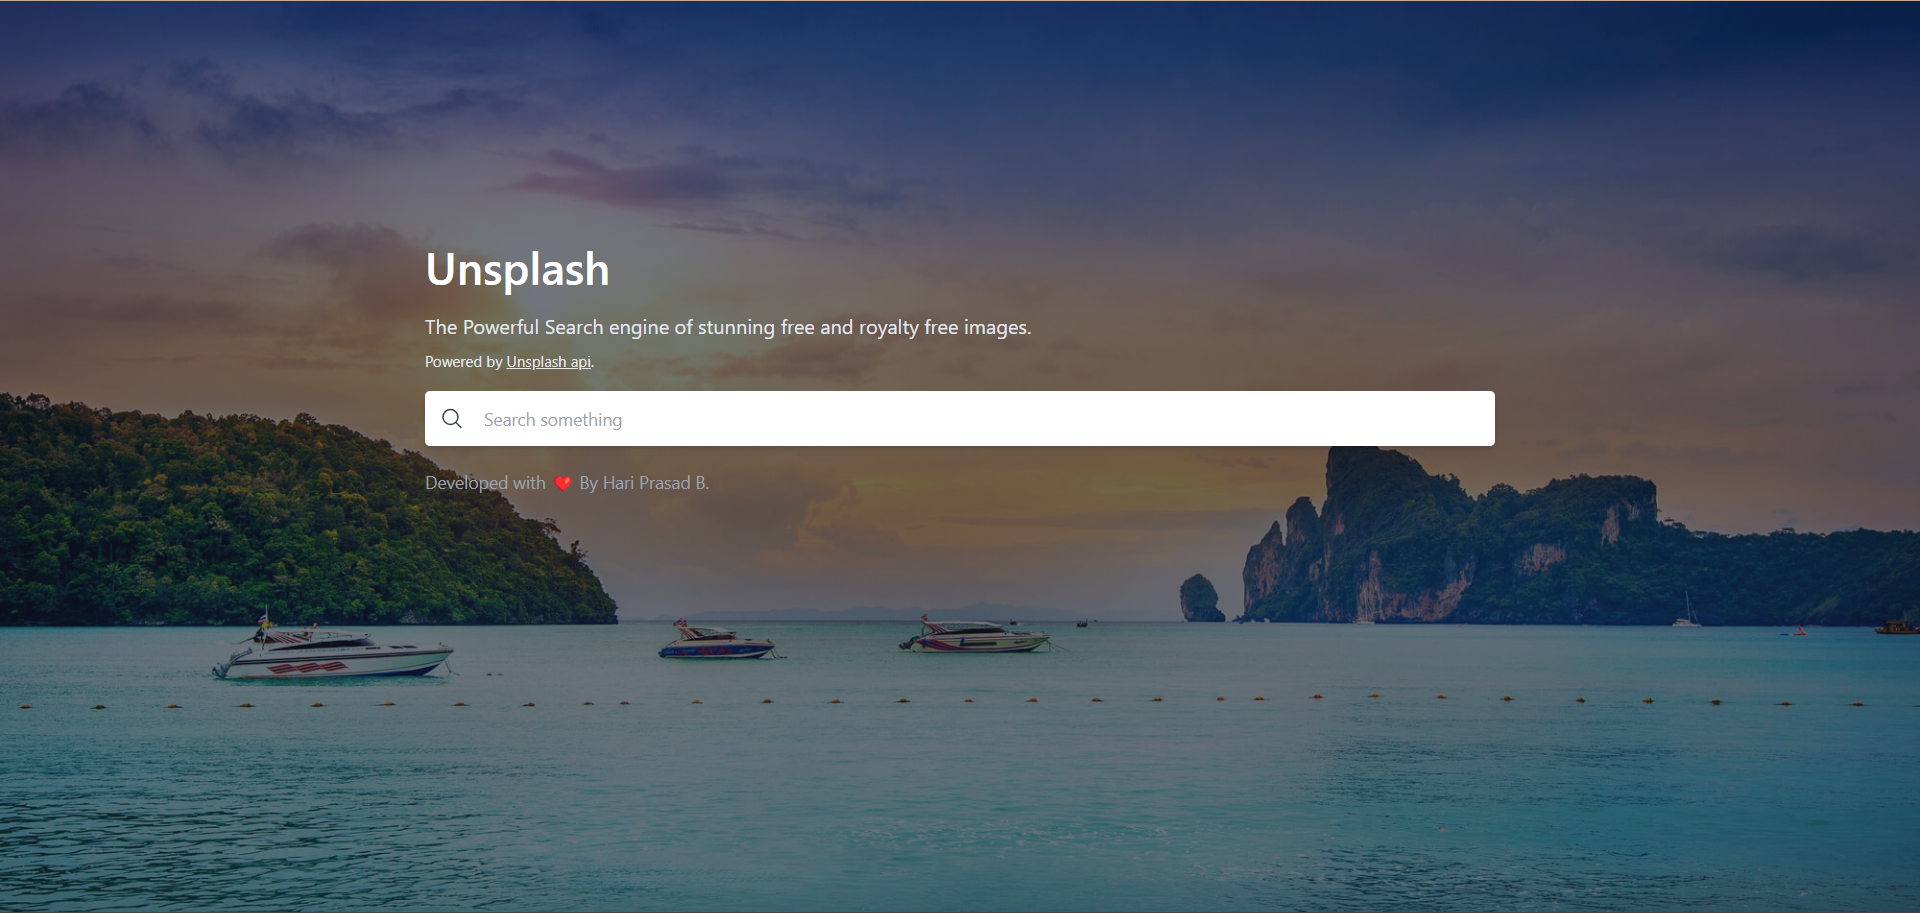 Unsplash
The Powerful Search engine of stunning free and royalty free images.
Powered by Unsplash api.
Search something
Developed with ❤️ By Hari Prasad B.